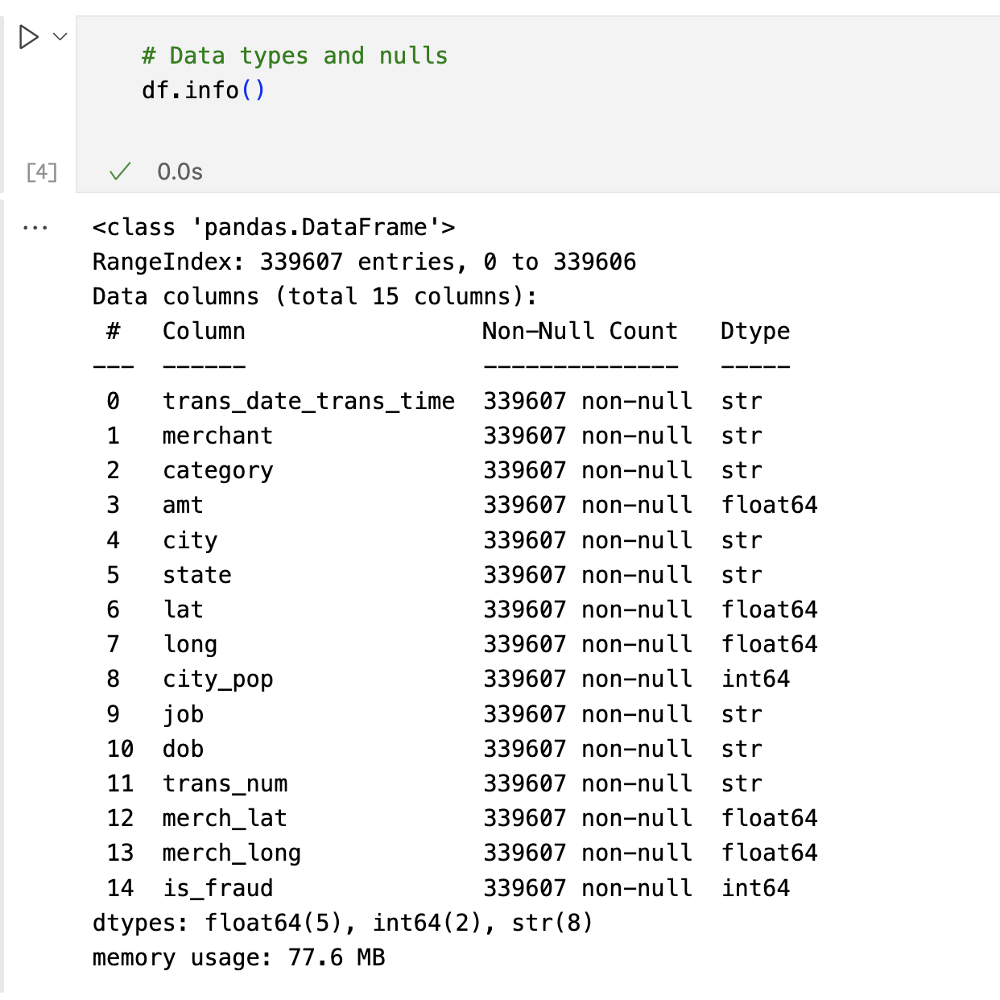 # Data types and nulls
df.info()
[4] 0.0s
... <class 'pandas.DataFrame'>
RangeIndex: 339607 entries, 0 to 339606
Data columns (total 15 columns):
 #   Column                 Non-Null Count   Dtype
---  ------                 --------------   -----
 0   trans_date_trans_time  339607 non-null  str
 1   merchant               339607 non-null  str
 2   category               339607 non-null  str
 3   amt                    339607 non-null  float64
 4   city                   339607 non-null  str
 5   state                  339607 non-null  str
 6   lat                    339607 non-null  float64
 7   long                   339607 non-null  float64
 8   city_pop               339607 non-null  int64
 9   job                    339607 non-null  str
 10  dob                    339607 non-null  str
 11  trans_num              339607 non-null  str
 12  merch_lat              339607 non-null  float64
 13  merch_long             339607 non-null  float64
 14  is_fraud               339607 non-null  int64
dtypes: float64(5), int64(2), str(8)
memory usage: 77.6 MB